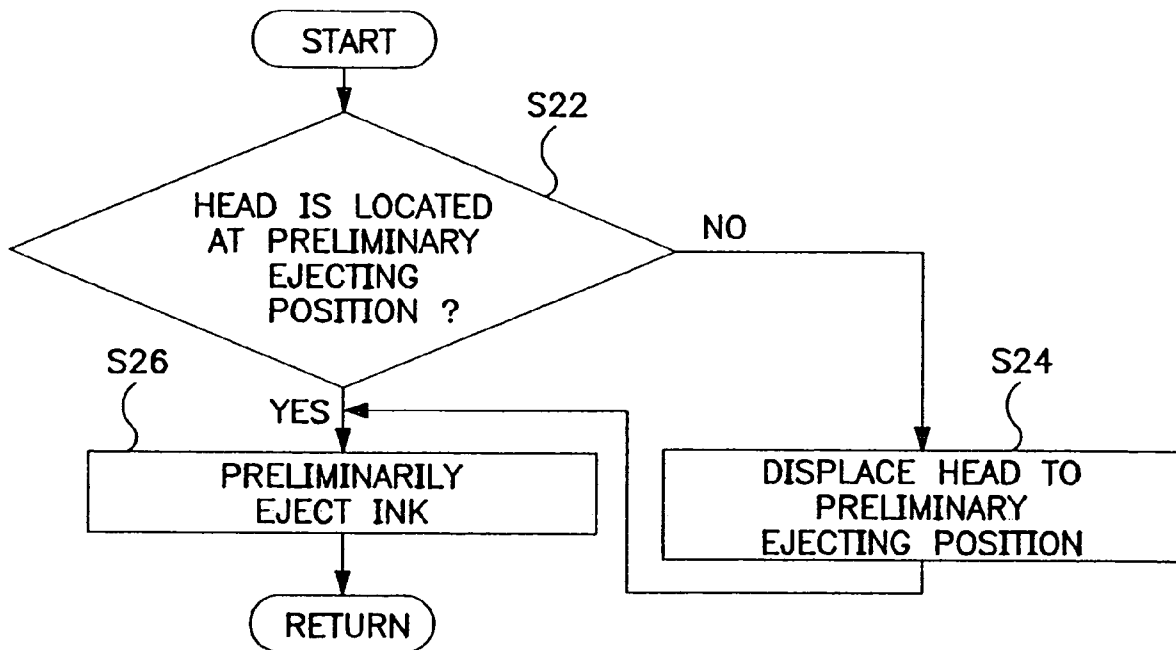 START
S22
HEAD IS LOCATED
AT PRELIMINARY
EJECTING
POSITION ?
NO
S26
YES
S24
PRELIMINARILY
EJECT INK
DISPLACE HEAD TO
PRELIMINARY
EJECTING POSITION
RETURN